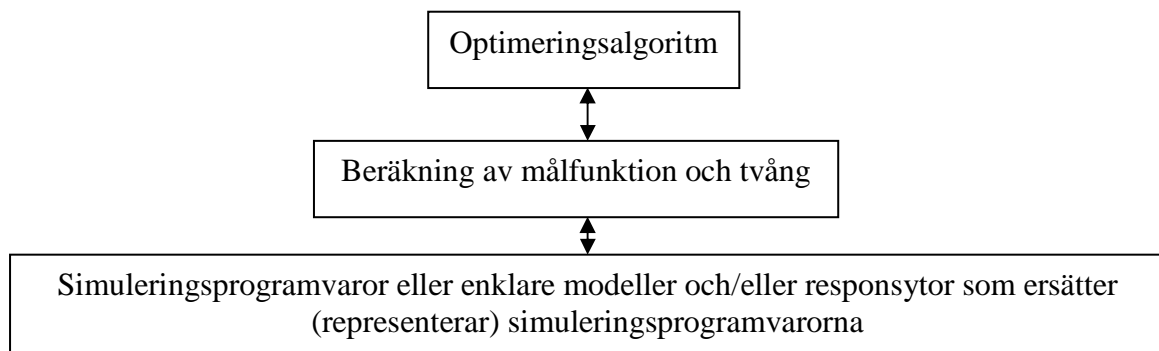 Optimeringsalgoritm
Beräkning av målfunktion och tvång
Simuleringsprogramvaror eller enklare modeller och/eller responsytor som ersätter
(representerar) simuleringsprogramvarorna